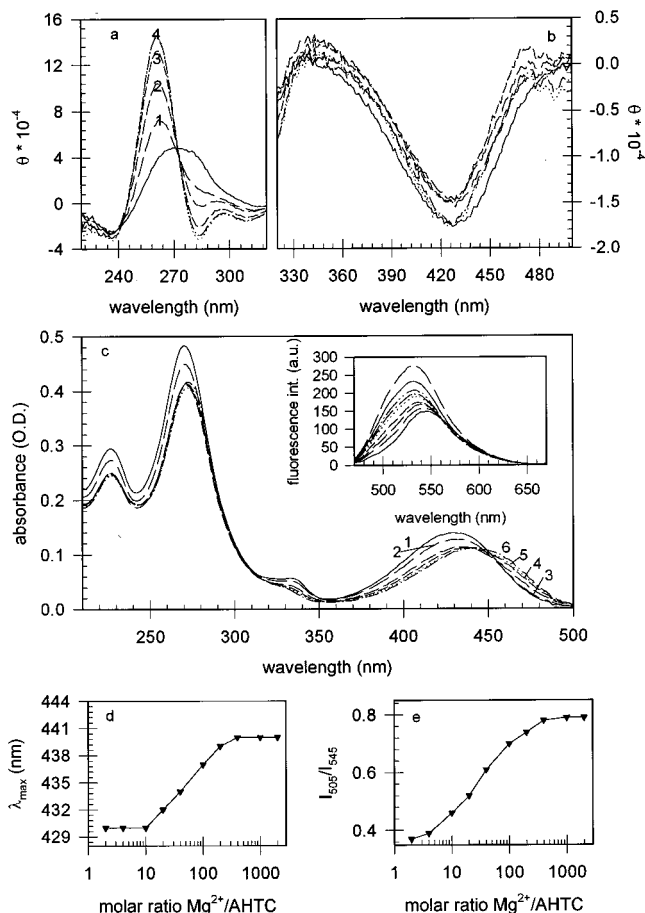 16
12
8
4
0
-4
a
4
3
2
1
θ * 10⁻⁴
240 270 300
wavelength (nm)
b
0.5
0.0
-0.5
-1.0
-1.5
-2.0
θ * 10⁻⁴
330 360 390 420 450 480
wavelength (nm)
c
0.5
0.4
0.3
0.2
0.1
0.0
absorbance (O.D.)
250 300 350 400 450 500
wavelength (nm)
2
1
6
5
4
3
300
250
200
150
100
50
0
fluorescence int. (a.u.)
500 550 600 650
wavelength (nm)
d
444
441
438
435
432
429
λmax (nm)
1 10 100 1000
molar ratio Mg²⁺/AHTC
e
0.8
0.6
0.4
I₅₀₅/I₅₄₅
1 10 100 1000
molar ratio Mg²⁺/AHTC